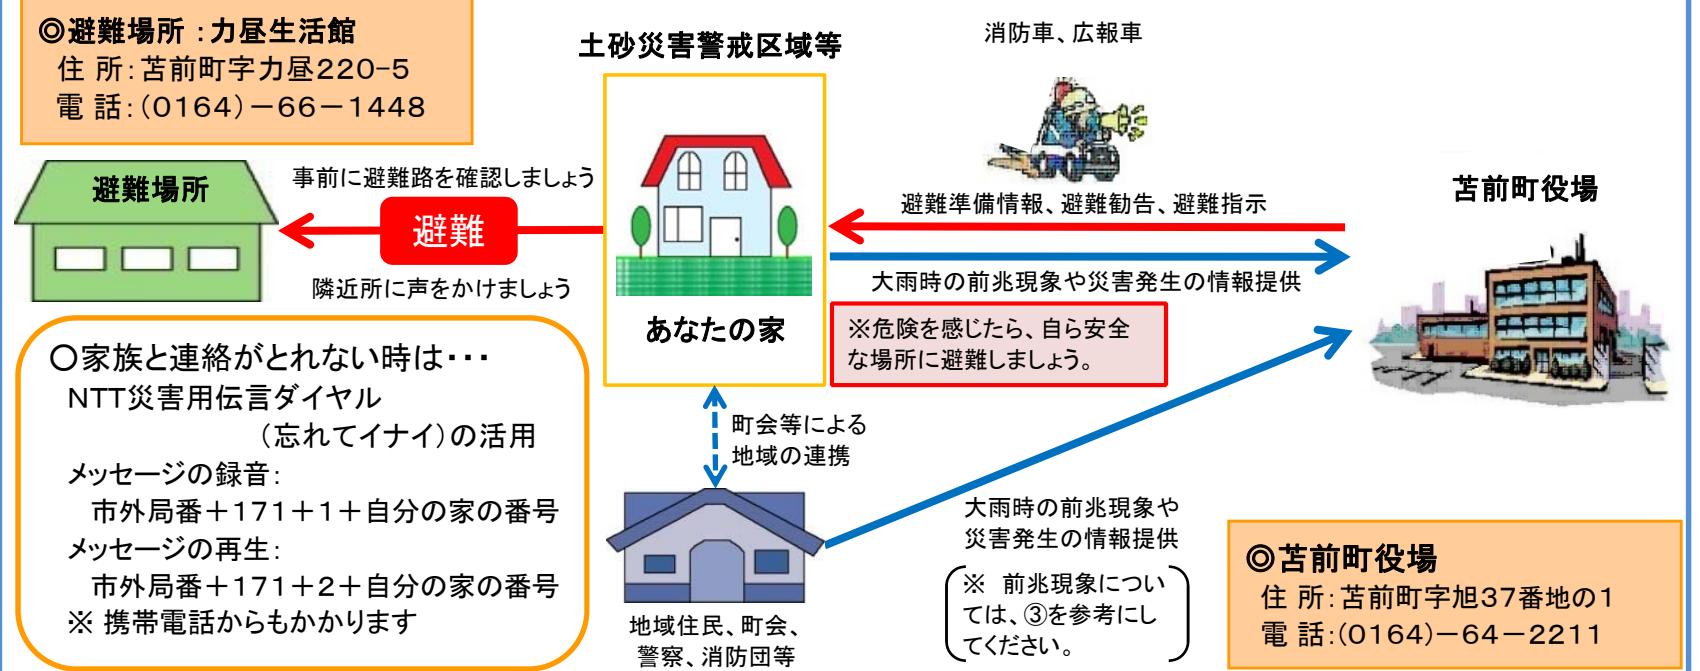 ◎避難場所：力昼生活館
住 所：苫前町字力昼220-5
電 話：(0164)－66－1448
土砂災害警戒区域等
消防車、広報車
避難場所
事前に避難路を確認しましょう
避難
隣近所に声をかけましょう
あなたの家
避難準備情報、避難勧告、避難指示
大雨時の前兆現象や災害発生の情報提供
※危険を感じたら、自ら安全
な場所に避難しましょう。
苫前町役場
〇家族と連絡がとれない時は・・・
NTT災害用伝言ダイヤル
（忘れてイナイ）の活用
メッセージの録音：
市外局番＋171＋1＋自分の家の番号
メッセージの再生：
市外局番＋171＋2＋自分の家の番号
※ 携帯電話からもかかります
町会等による
地域の連携
地域住民、町会、
警察、消防団等
大雨時の前兆現象や
災害発生の情報提供
※ 前兆現象につい
ては、③を参考にし
てください。
◎苫前町役場
住 所：苫前町字旭37番地の1
電 話：(0164)－64－2211